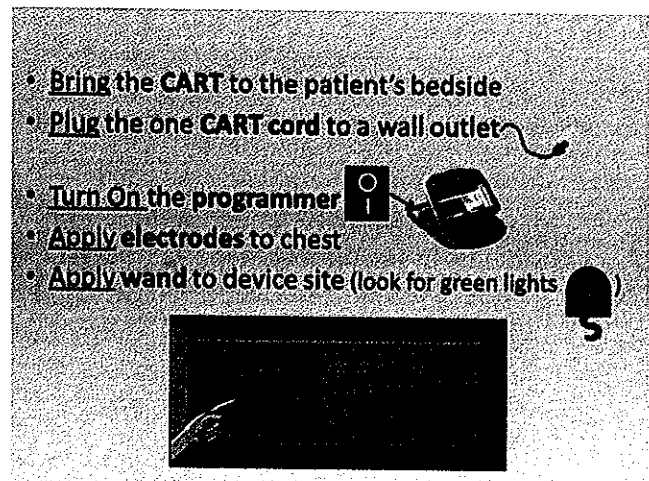 • Bring the CART to the patient's bedside
• Plug the one CART cord to a wall outlet
• Turn On the programmer
• Apply electrodes to chest
• Apply wand to device site (look for green lights )